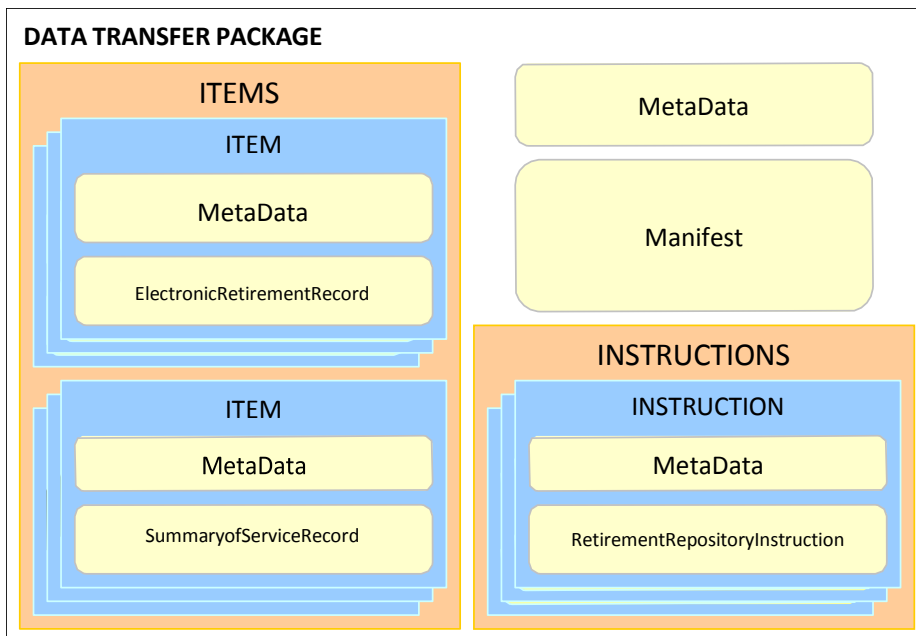 DATA TRANSFER PACKAGE
ITEMS
ITEM
MetaData
ElectronicRetirementRecord
ITEM
MetaData
SummaryofServiceRecord
MetaData
Manifest
INSTRUCTIONS
INSTRUCTION
MetaData
RetirementRepositoryInstruction